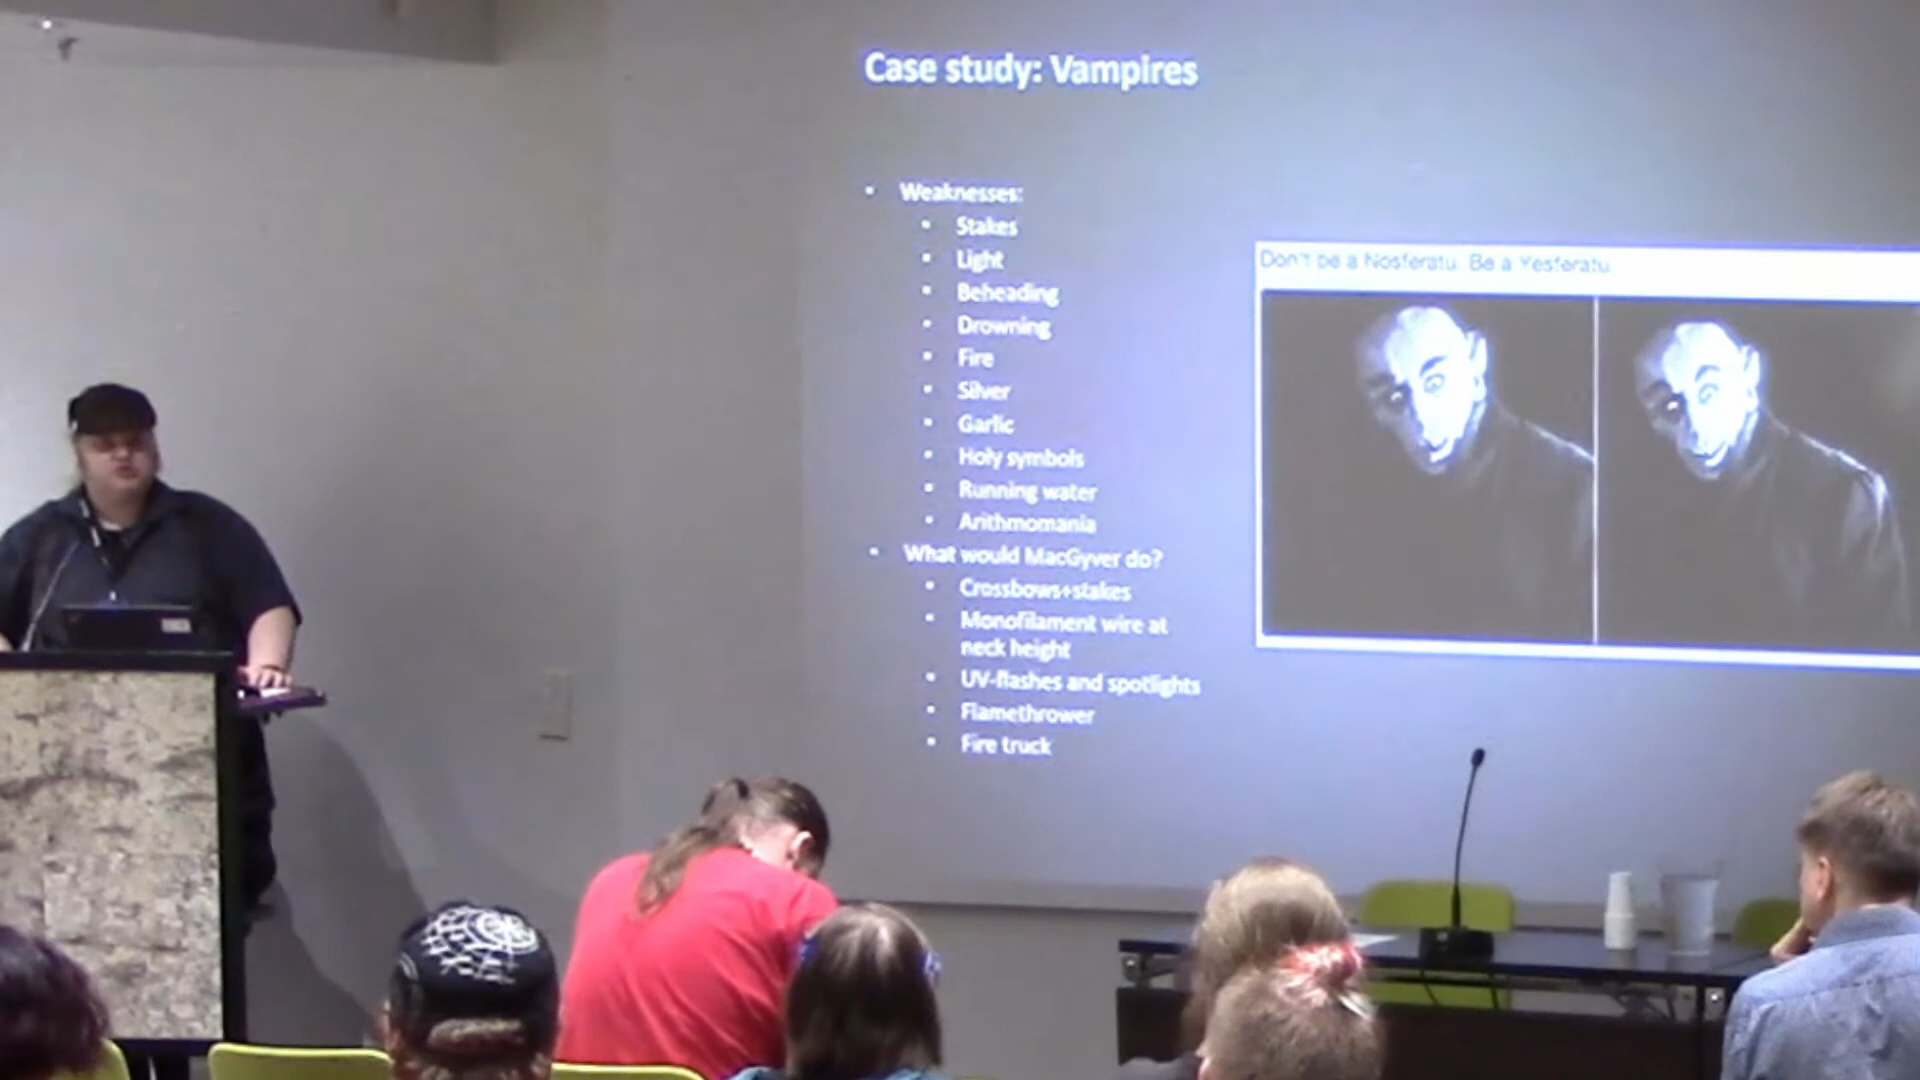 Case study: Vampires
• Weaknesses:
• Stakes
• Light
• Beheading
• Drowning
• Fire
• Silver
• Garlic
• Holy symbols
• Running water
• Arithmomania
• What would MacGyver do?
• Crossbows+stakes
• Monofilament wire at
neck height
• UV-flashes and spotlights
• Flamethrower
• Fire truck
Don't be a Nosferatu. Be a Yesferatu.